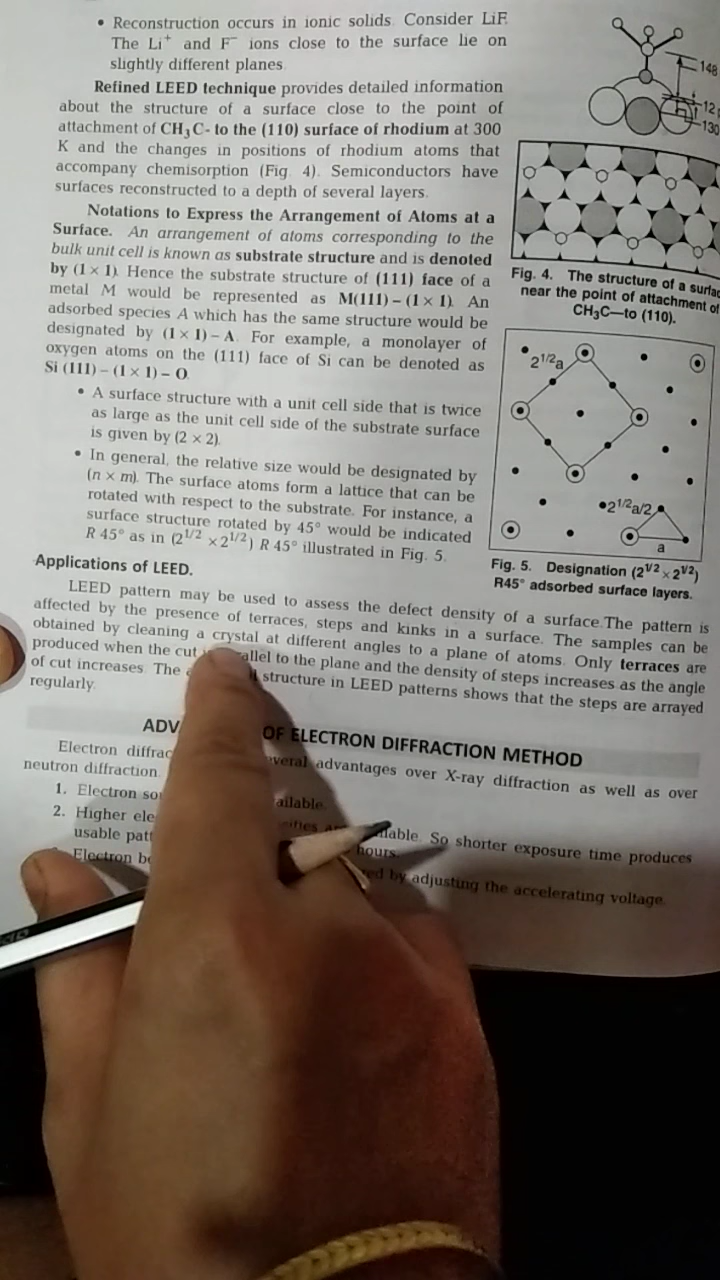 • Reconstruction occurs in ionic solids. Consider LiF.
The Li⁺ and F⁻ ions close to the surface lie on
slightly different planes.
Refined LEED technique provides detailed information
about the structure of a surface close to the point of
attachment of CH₃C- to the (110) surface of rhodium at 300
K and the changes in positions of rhodium atoms that
accompany chemisorption (Fig. 4). Semiconductors have
surfaces reconstructed to a depth of several layers.
Notations to Express the Arrangement of Atoms at a
Surface. An arrangement of atoms corresponding to the
bulk unit cell is known as substrate structure and is denoted
by (1 × 1). Hence the substrate structure of (111) face of a
metal M would be represented as M(111) – (1 × 1). An
adsorbed species A which has the same structure would be
designated by (1 × 1) – A. For example, a monolayer of
oxygen atoms on the (111) face of Si can be denoted as
Si (111) – (1 × 1) – O.
• A surface structure with a unit cell side that is twice
as large as the unit cell side of the substrate surface
is given by (2 × 2).
• In general, the relative size would be designated by
(n × m). The surface atoms form a lattice that can be
rotated with respect to the substrate. For instance, a
surface structure rotated by 45° would be indicated
R 45° as in (2^1/2 × 2^1/2) R 45° illustrated in Fig. 5.
148
12
130
Fig. 4. The structure of a
near the point of attachment of
CH₃C—to (110).
2^1/2a
2^1/2a/2
a
Fig. 5. Designation (2^1/2 × 2^1/2)
R45° adsorbed surface layers.
Applications of LEED.
LEED pattern may be used to assess the defect density of a surface.The pattern is
affected by the presence of terraces, steps and kinks in a surface. The samples can be
obtained by cleaning a crystal at different angles to a plane of atoms. Only terraces are
produced when the cut allel to the plane and the density of steps increases as the angle
of cut increases. The structure in LEED patterns shows that the steps are arrayed
regularly.
ADV OF ELECTRON DIFFRACTION METHOD
Electron diffrac everal advantages over X-ray diffraction as well as over
neutron diffraction.
1. Electron so ailable.
2. Higher ele ilable. So shorter exposure time produces
usable pat hours.
Electron be ed by adjusting the accelerating voltage.